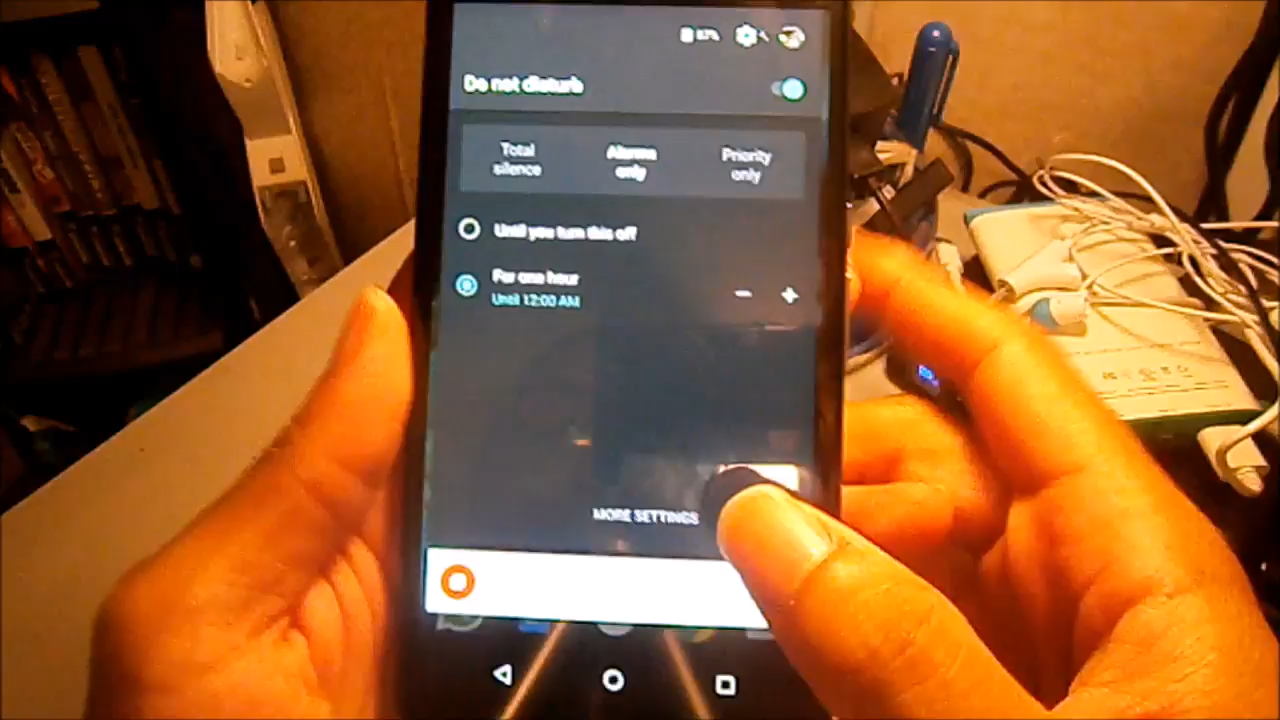 Do not disturb
Total silence
Alarms only
Priority only
Until you turn this off
For one hour
Until 12:00 AM
MORE SETTINGS